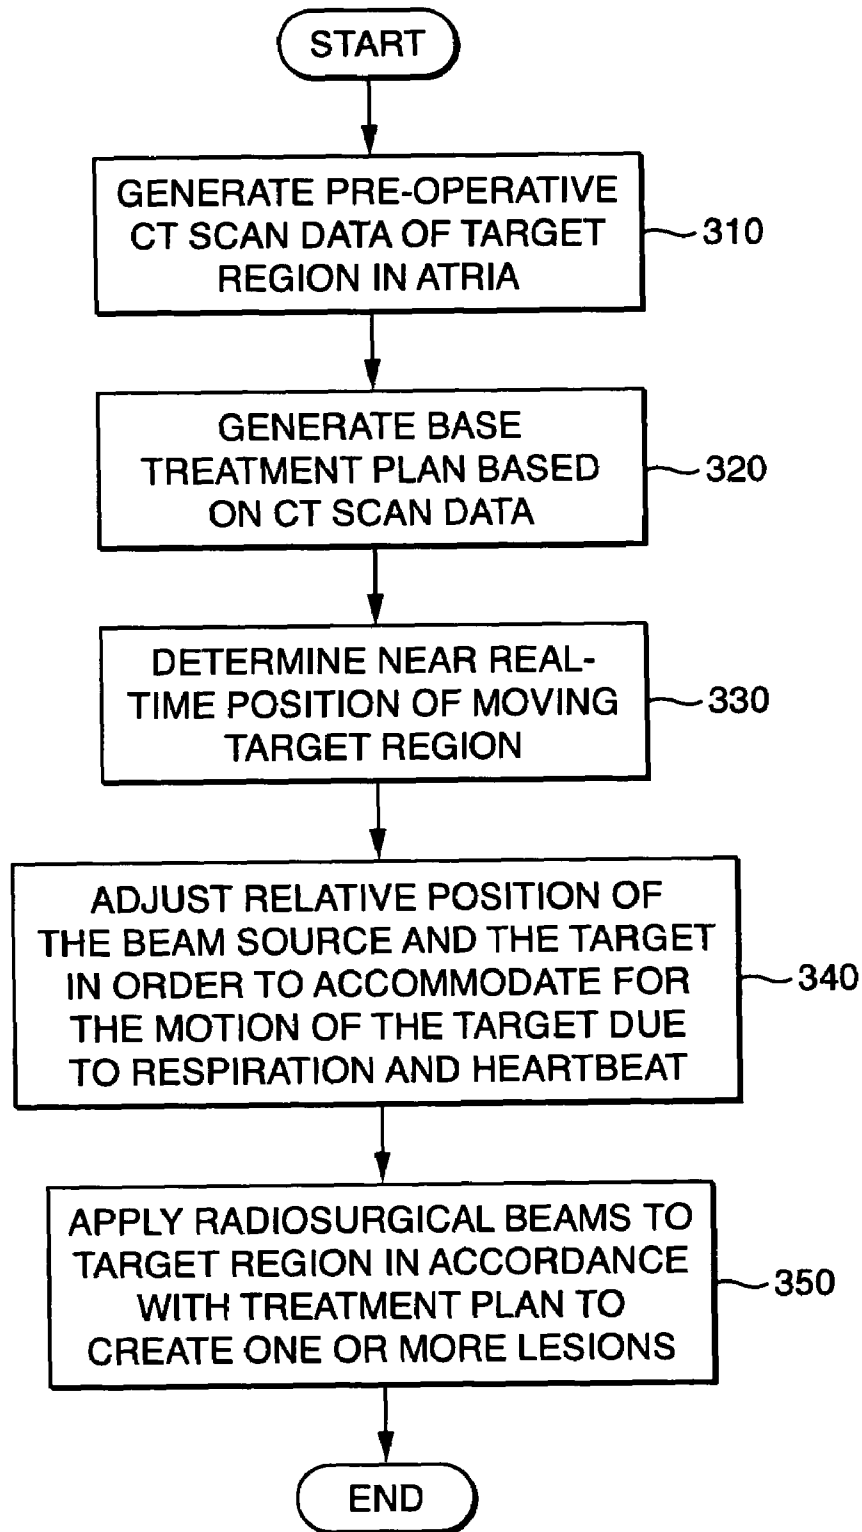 START
GENERATE PRE-OPERATIVE
CT SCAN DATA OF TARGET
REGION IN ATRIA
310
GENERATE BASE
TREATMENT PLAN BASED
ON CT SCAN DATA
320
DETERMINE NEAR REAL-
TIME POSITION OF MOVING
TARGET REGION
330
ADJUST RELATIVE POSITION OF
THE BEAM SOURCE AND THE TARGET
IN ORDER TO ACCOMMODATE FOR
THE MOTION OF THE TARGET DUE
TO RESPIRATION AND HEARTBEAT
340
APPLY RADIOSURGICAL BEAMS TO
TARGET REGION IN ACCORDANCE
WITH TREATMENT PLAN TO
CREATE ONE OR MORE LESIONS
350
END